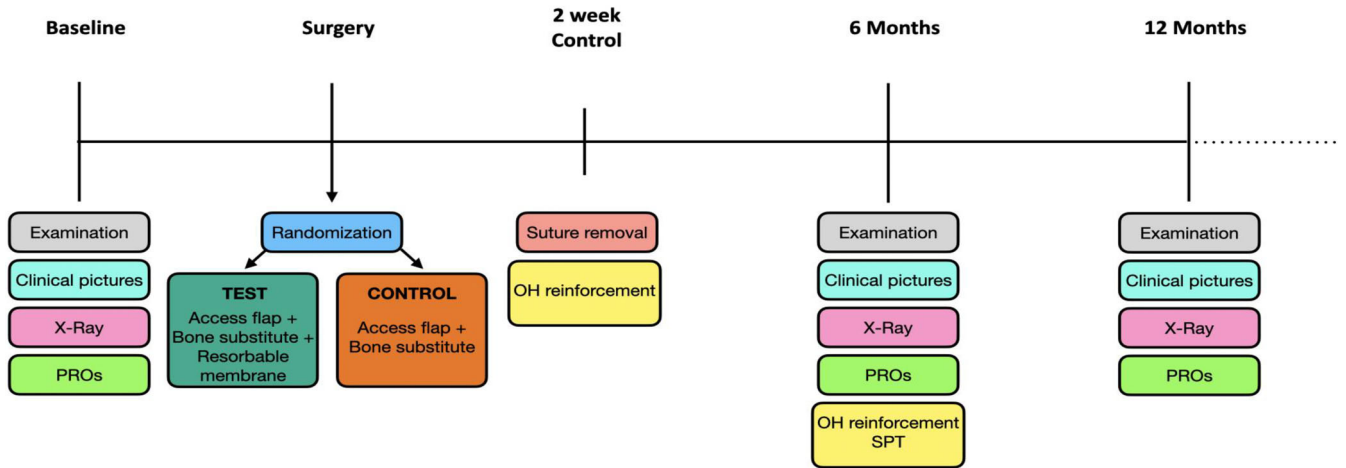 Baseline
Surgery
2 week
Control
6 Months
12 Months
Examination
Clinical pictures
X-Ray
PROs
Randomization
TEST
Access flap +
Bone substitute +
Resorbable
membrane
CONTROL
Access flap +
Bone substitute
Suture removal
OH reinforcement
Examination
Clinical pictures
X-Ray
PROs
OH reinforcement
SPT
Examination
Clinical pictures
X-Ray
PROs